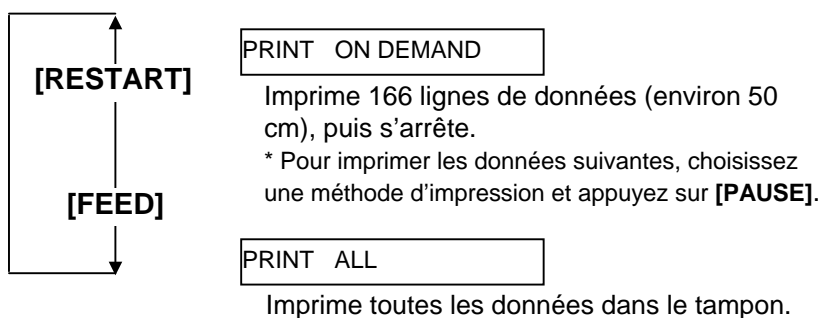 PRINT ON DEMAND
[RESTART]
Imprime 166 lignes de données (environ 50
cm), puis s’arrête.
* Pour imprimer les données suivantes, choisissez
une méthode d’impression et appuyez sur [PAUSE].
[FEED]
PRINT ALL
Imprime toutes les données dans le tampon.